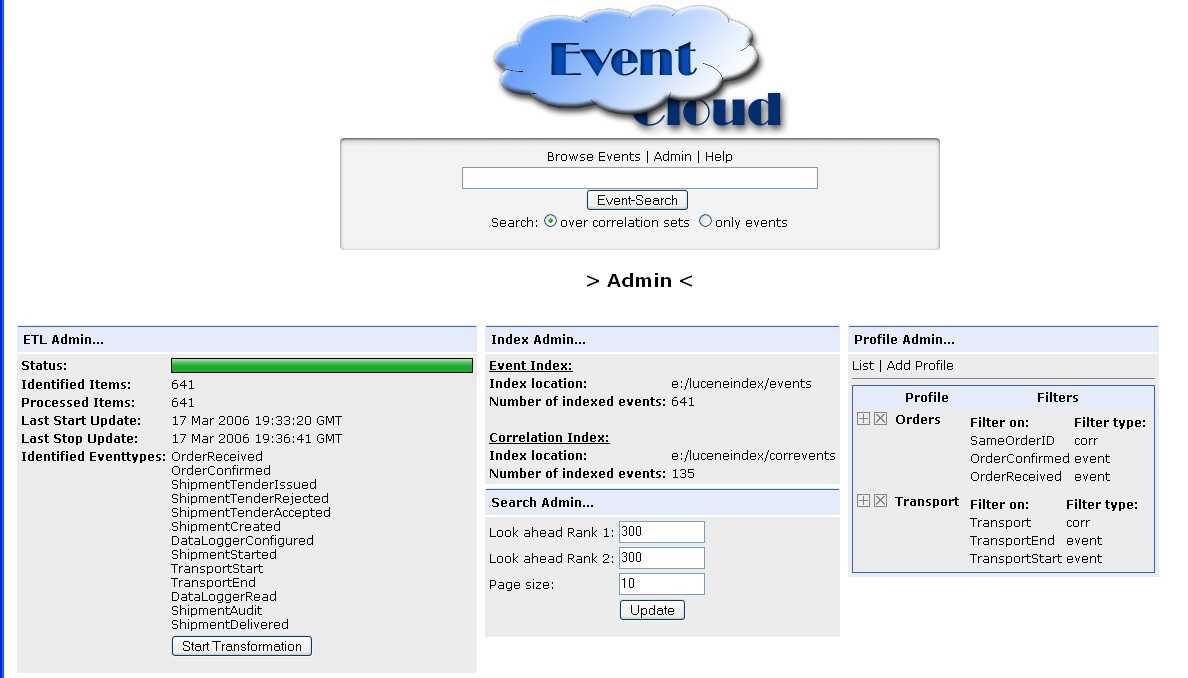 Event
Cloud
Browse Events | Admin | Help
Event-Search
Search: over correlation sets only events
> Admin <
ETL Admin...
Status:
Identified Items: 641
Processed Items: 641
Last Start Update: 17 Mar 2006 19:33:20 GMT
Last Stop Update: 17 Mar 2006 19:36:41 GMT
Identified Eventtypes: OrderReceived
OrderConfirmed
ShipmentTenderIssued
ShipmentTenderRejected
ShipmentTenderAccepted
ShipmentCreated
DataLoggerConfigured
ShipmentStarted
TransportStart
TransportEnd
DataLoggerRead
ShipmentAudit
ShipmentDelivered
Start Transformation
Index Admin...
Event Index:
Index location: e:/luceneindex/events
Number of indexed events: 641
Correlation Index:
Index location: e:/luceneindex/correvents
Number of indexed events: 135
Search Admin...
Look ahead Rank 1: 300
Look ahead Rank 2: 300
Page size: 10
Update
Profile Admin...
List | Add Profile
Profile Filters
Orders Filter on: Filter type:
SameOrderID corr
OrderConfirmed event
OrderReceived event
Transport Filter on: Filter type:
Transport corr
TransportEnd event
TransportStart event